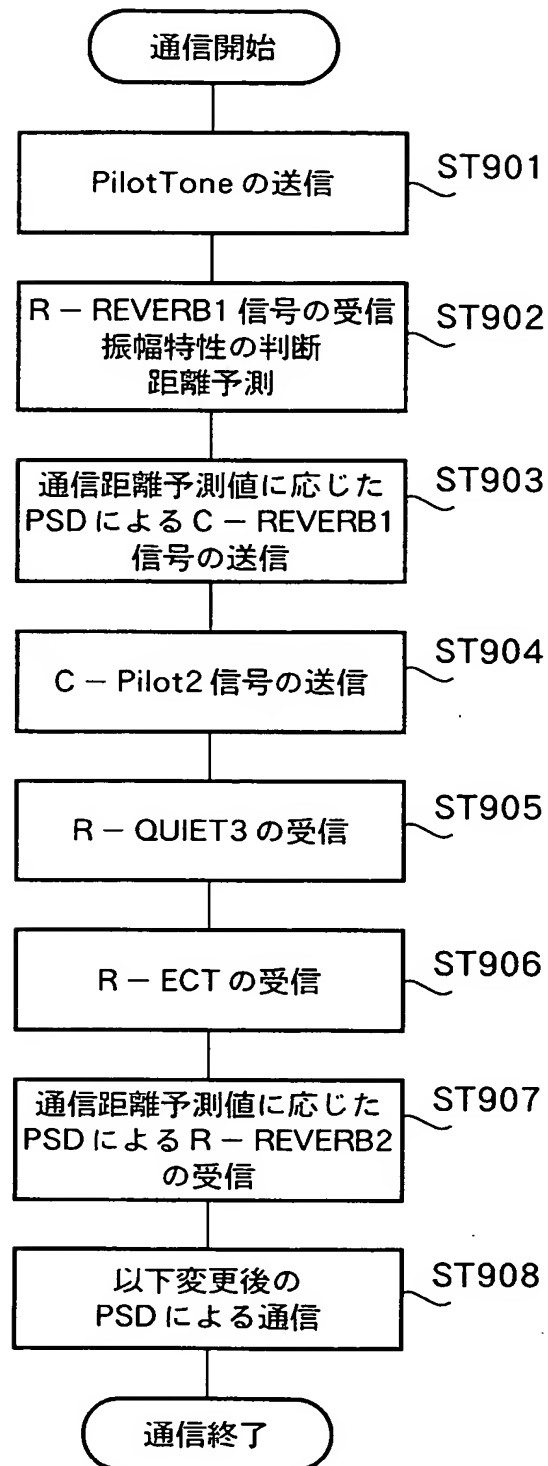 通信開始
PilotTone の送信
ST901
R－REVERB1 信号の受信
振幅特性の判断
距離予測
ST902
通信距離予測値に応じた
PSD による C－REVERB1
信号の送信
ST903
C－Pilot2 信号の送信
ST904
R－QUIET3 の受信
ST905
R－ECT の受信
ST906
通信距離予測値に応じた
PSD による R－REVERB2
の受信
ST907
以下変更後の
PSD による通信
ST908
通信終了